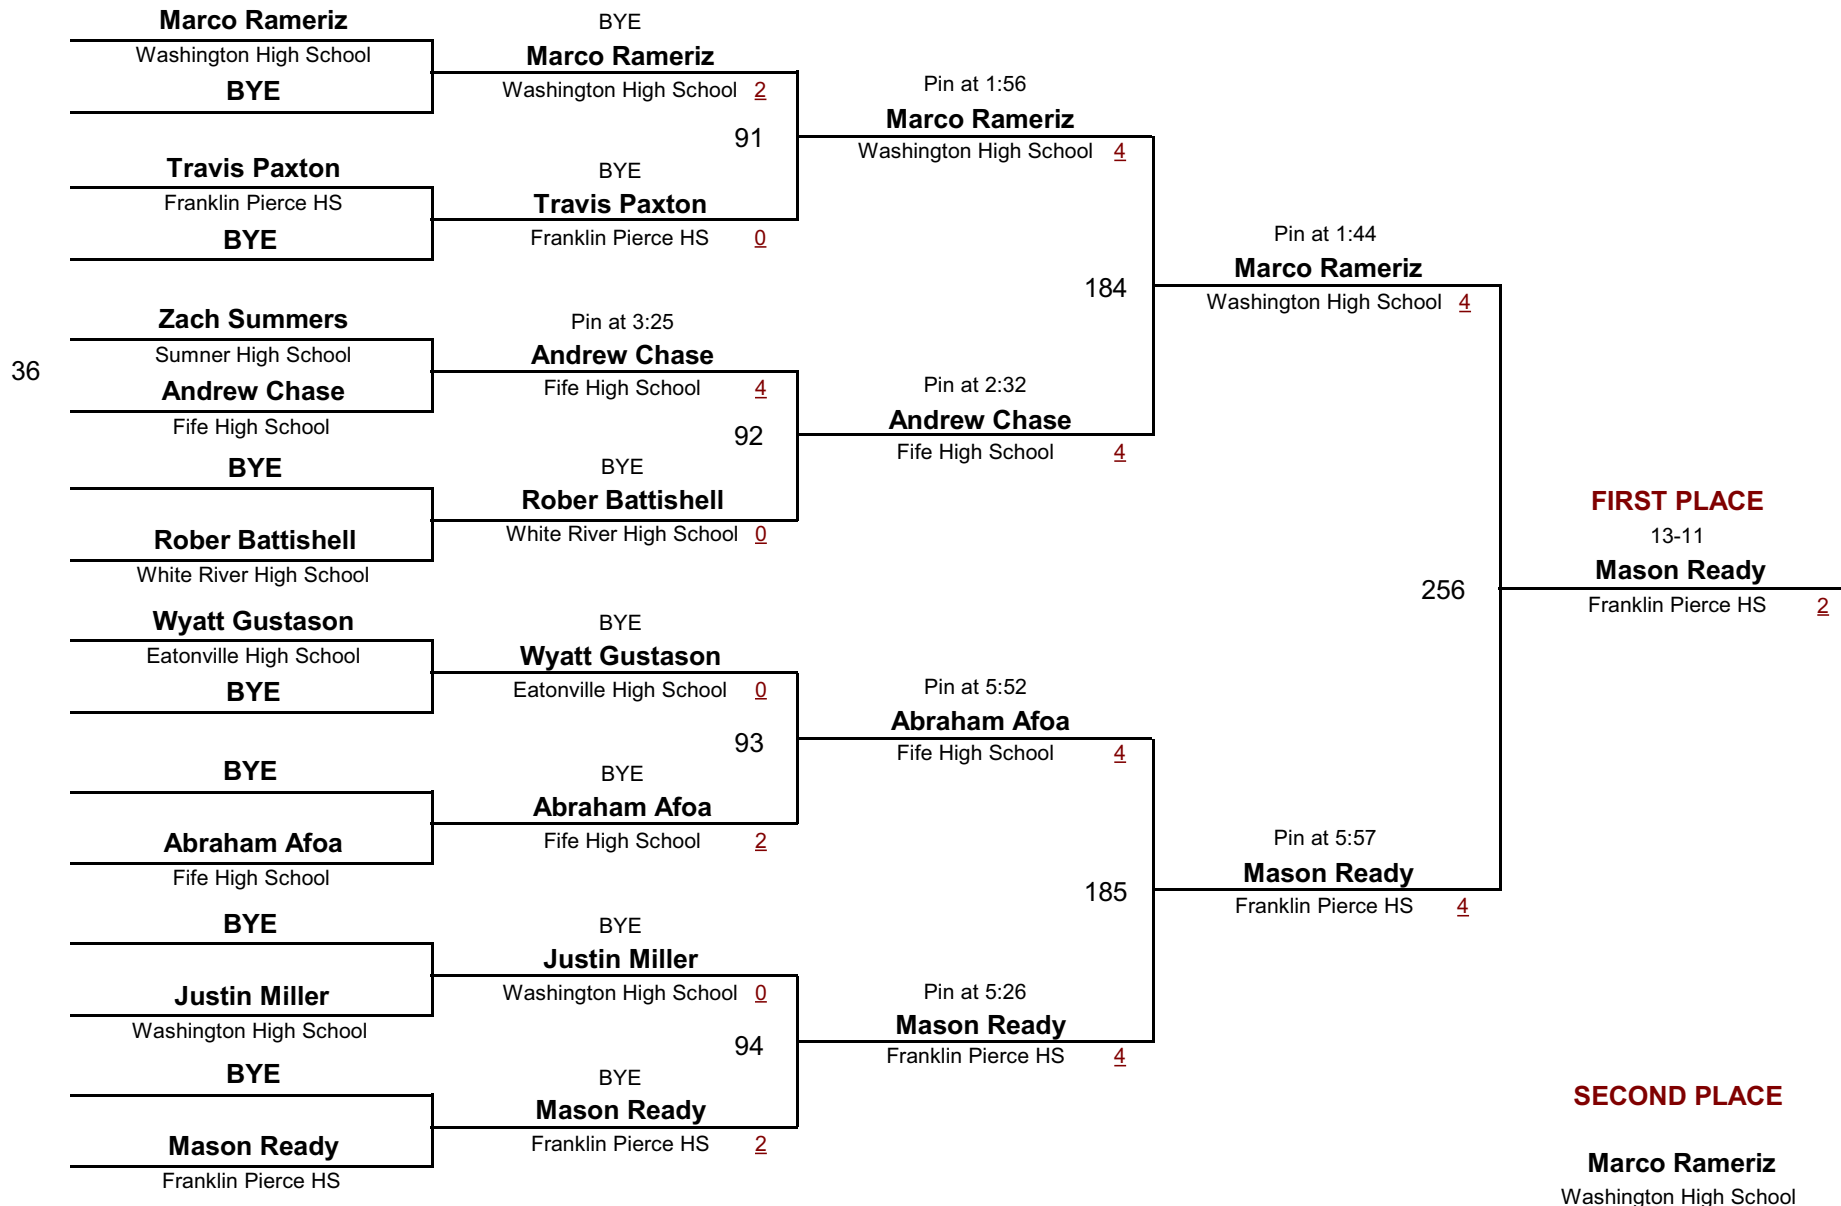 Marco Rameriz
Washington High School
BYE
Travis Paxton
Franklin Pierce HS
BYE
36
Zach Summers
Sumner High School
Andrew Chase
Fife High School
BYE
Rober Battishell
White River High School
Wyatt Gustason
Eatonville High School
BYE
BYE
Abraham Afoa
Fife High School
BYE
Justin Miller
Washington High School
BYE
Mason Ready
Franklin Pierce HS
BYE
Marco Rameriz
Washington High School 2
91
BYE
Travis Paxton
Franklin Pierce HS 0
Pin at 3:25
Andrew Chase
Fife High School 4
92
BYE
Rober Battishell
White River High School 0
BYE
Wyatt Gustason
Eatonville High School 0
93
BYE
Abraham Afoa
Fife High School 2
BYE
Justin Miller
Washington High School 0
94
BYE
Mason Ready
Franklin Pierce HS 2
Pin at 1:56
Marco Rameriz
Washington High School 4
184
Pin at 2:32
Andrew Chase
Fife High School 4
Pin at 5:52
Abraham Afoa
Fife High School 4
185
Pin at 5:26
Mason Ready
Franklin Pierce HS 4
Pin at 1:44
Marco Rameriz
Washington High School 4
256
Pin at 5:57
Mason Ready
Franklin Pierce HS 4
FIRST PLACE
13-11
Mason Ready
Franklin Pierce HS 2
SECOND PLACE
Marco Rameriz
Washington High School